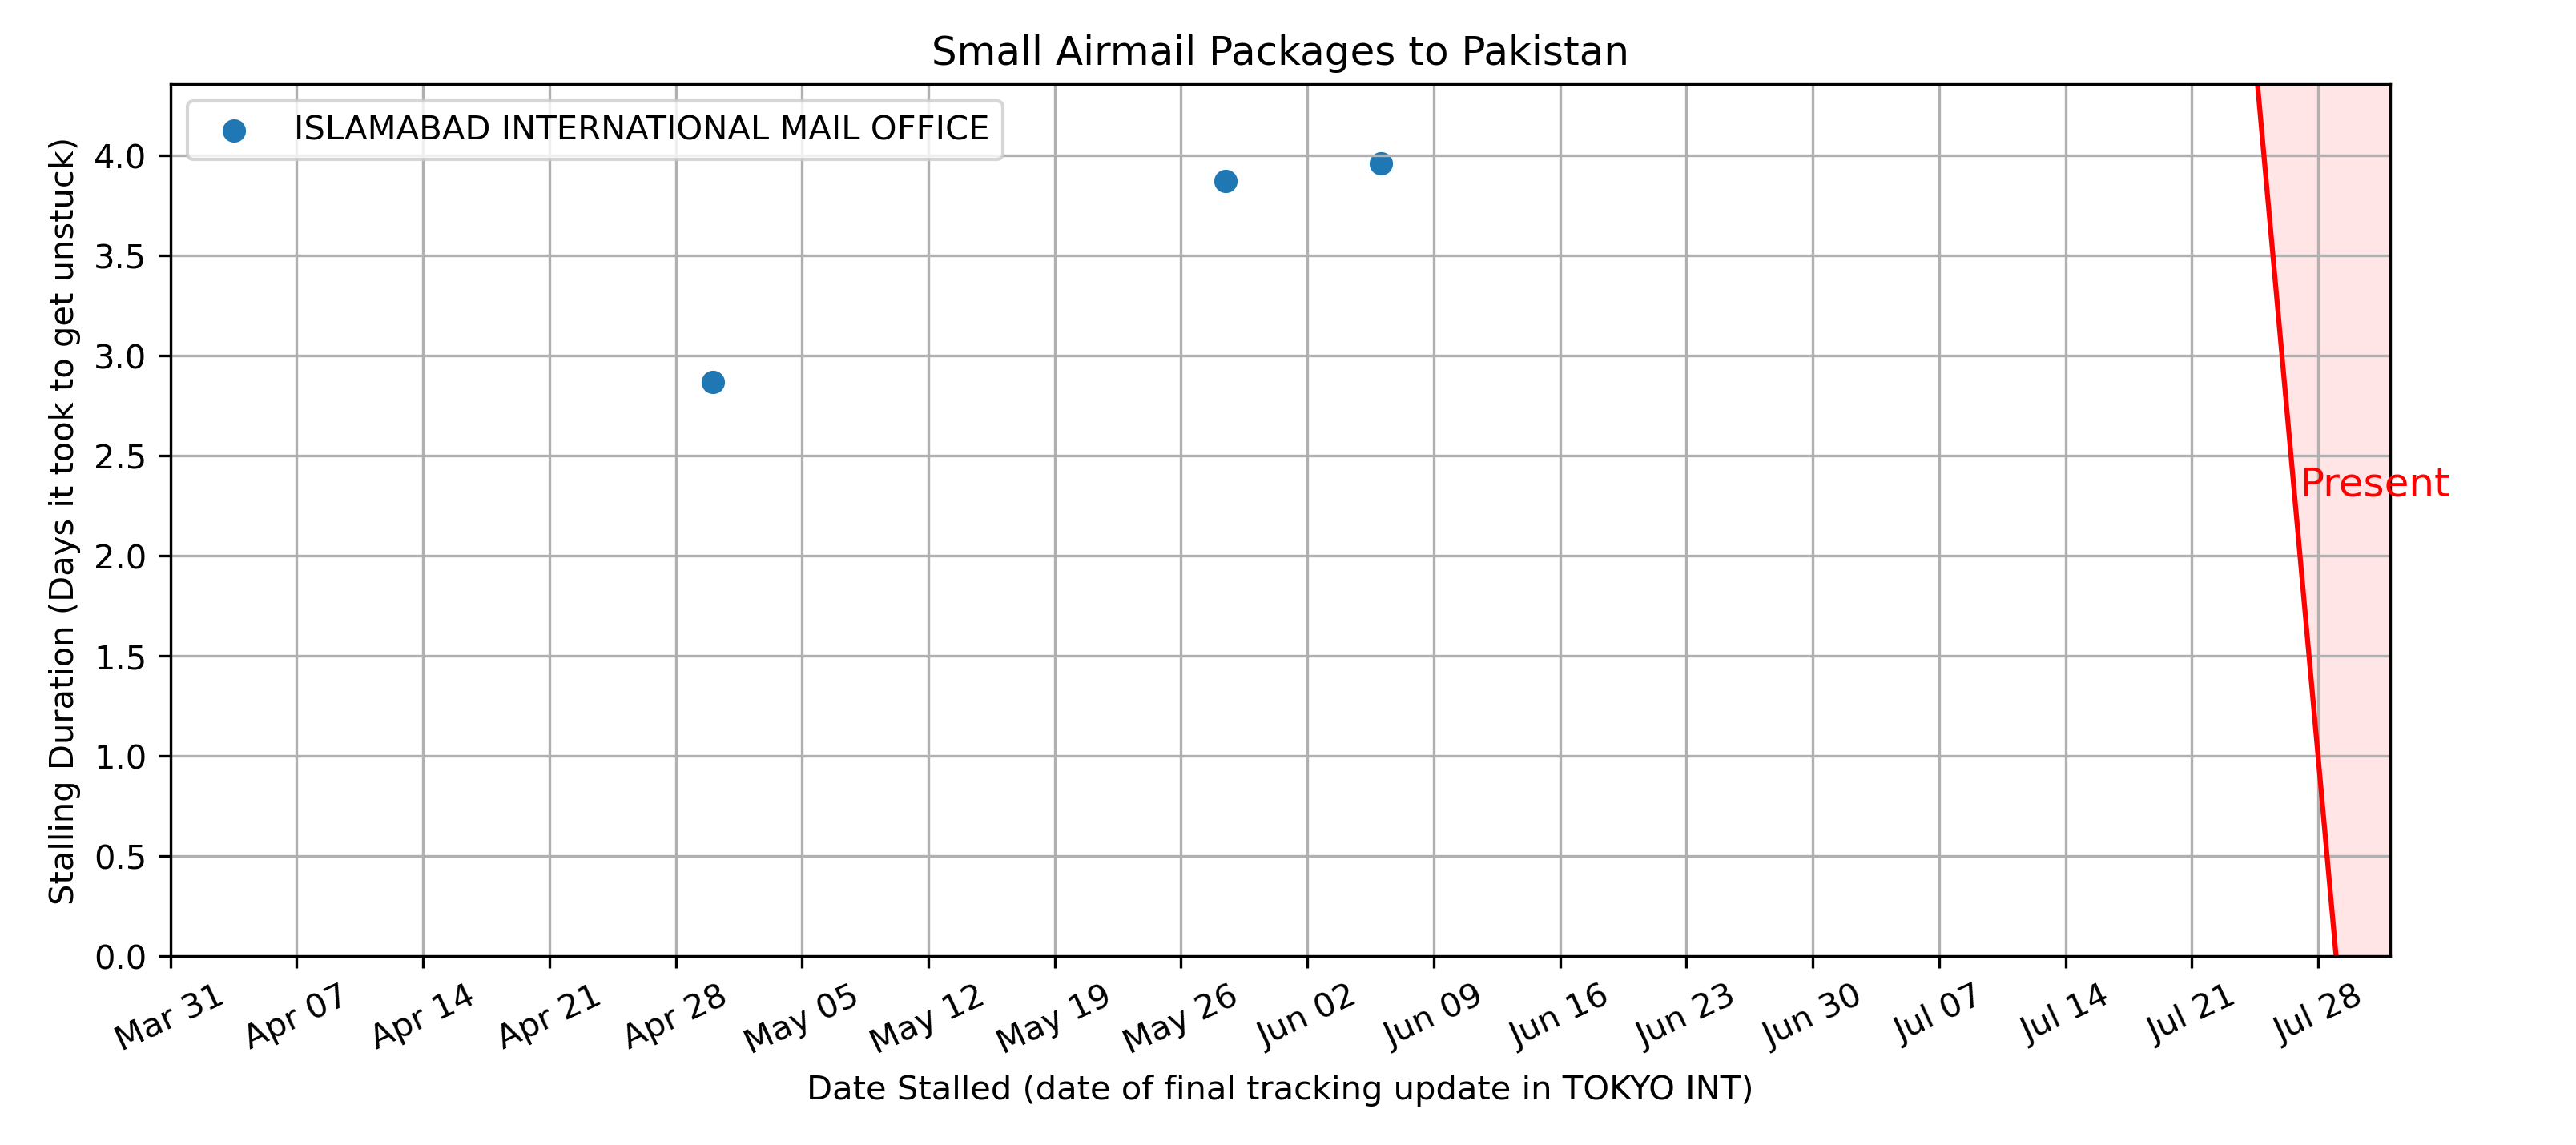 Small Airmail Packages to Pakistan
ISLAMABAD INTERNATIONAL MAIL OFFICE
Stalling Duration (Days it took to get unstuck)
4.0
3.5
3.0
2.5
2.0
1.5
1.0
0.5
0.0
Present
Mar 31
Apr 07
Apr 14
Apr 21
Apr 28
May 05
May 12
May 19
May 26
Jun 02
Jun 09
Jun 16
Jun 23
Jun 30
Jul 07
Jul 14
Jul 21
Jul 28
Date Stalled (date of final tracking update in TOKYO INT)